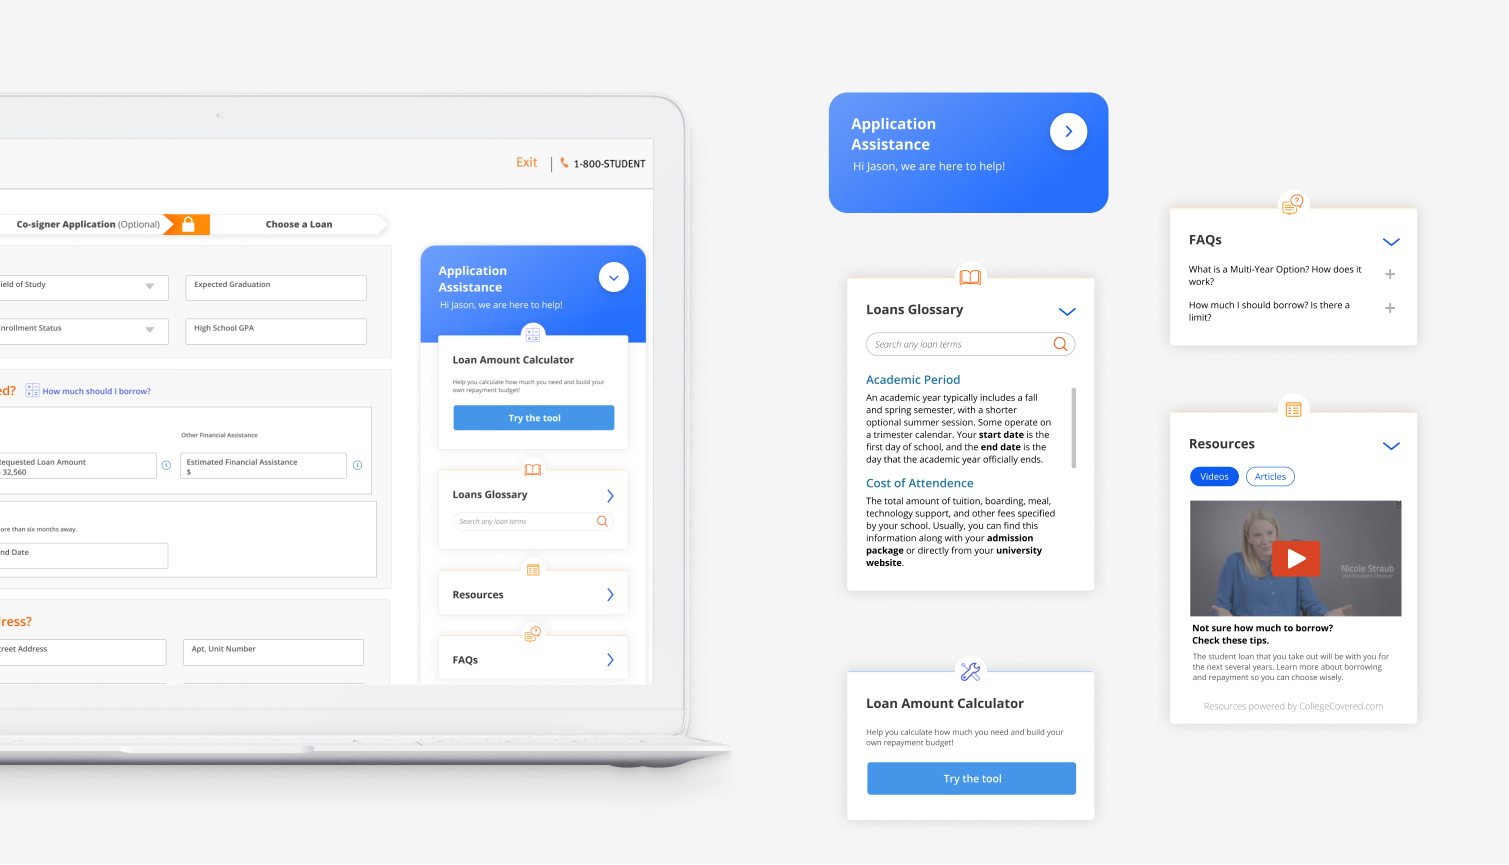 Exit
1-800-STUDENT
Co-signer Application (Optional)
Choose a Loan
ield of Study
Expected Graduation
nrollment Status
High School GPA
ed?
How much should I borrow?
Other Financial Assistance
Requested Loan Amount
32,560
Estimated Financial Assistance
$
ore than six months away.
nd Date
ress?
treet Address
Apt, Unit Number
Application
Assistance
Hi Jason, we are here to help!
Loan Amount Calculator
Help you calculate how much you need and build your
own repayment budget!
Try the tool
Loans Glossary
Search any loan terms
Resources
FAQs
Application
Assistance
Hi Jason, we are here to help!
Loans Glossary
Search any loan terms
Academic Period
An academic year typically includes a fall
and spring semester, with a shorter
optional summer session. Some operate on
a trimester calendar. Your start date is the
first day of school, and the end date is the
day that the academic year officially ends.
Cost of Attendence
The total amount of tuition, boarding, meal,
technology support, and other fees specified
by your school. Usually, you can find this
information along with your admission
package or directly from your university
website.
Loan Amount Calculator
Help you calculate how much you need and build your
own repayment budget!
Try the tool
FAQs
What is a Multi-Year Option? How does it
work?
How much I should borrow? Is there a
limit?
Resources
Videos
Articles
Nicole Straub
Vice President, Discover
Not sure how much to borrow?
Check these tips.
The student loan that you take out will be with you for
the next several years. Learn more about borrowing
and repayment so you can choose wisely.
Resources powered by CollegeCovered.com